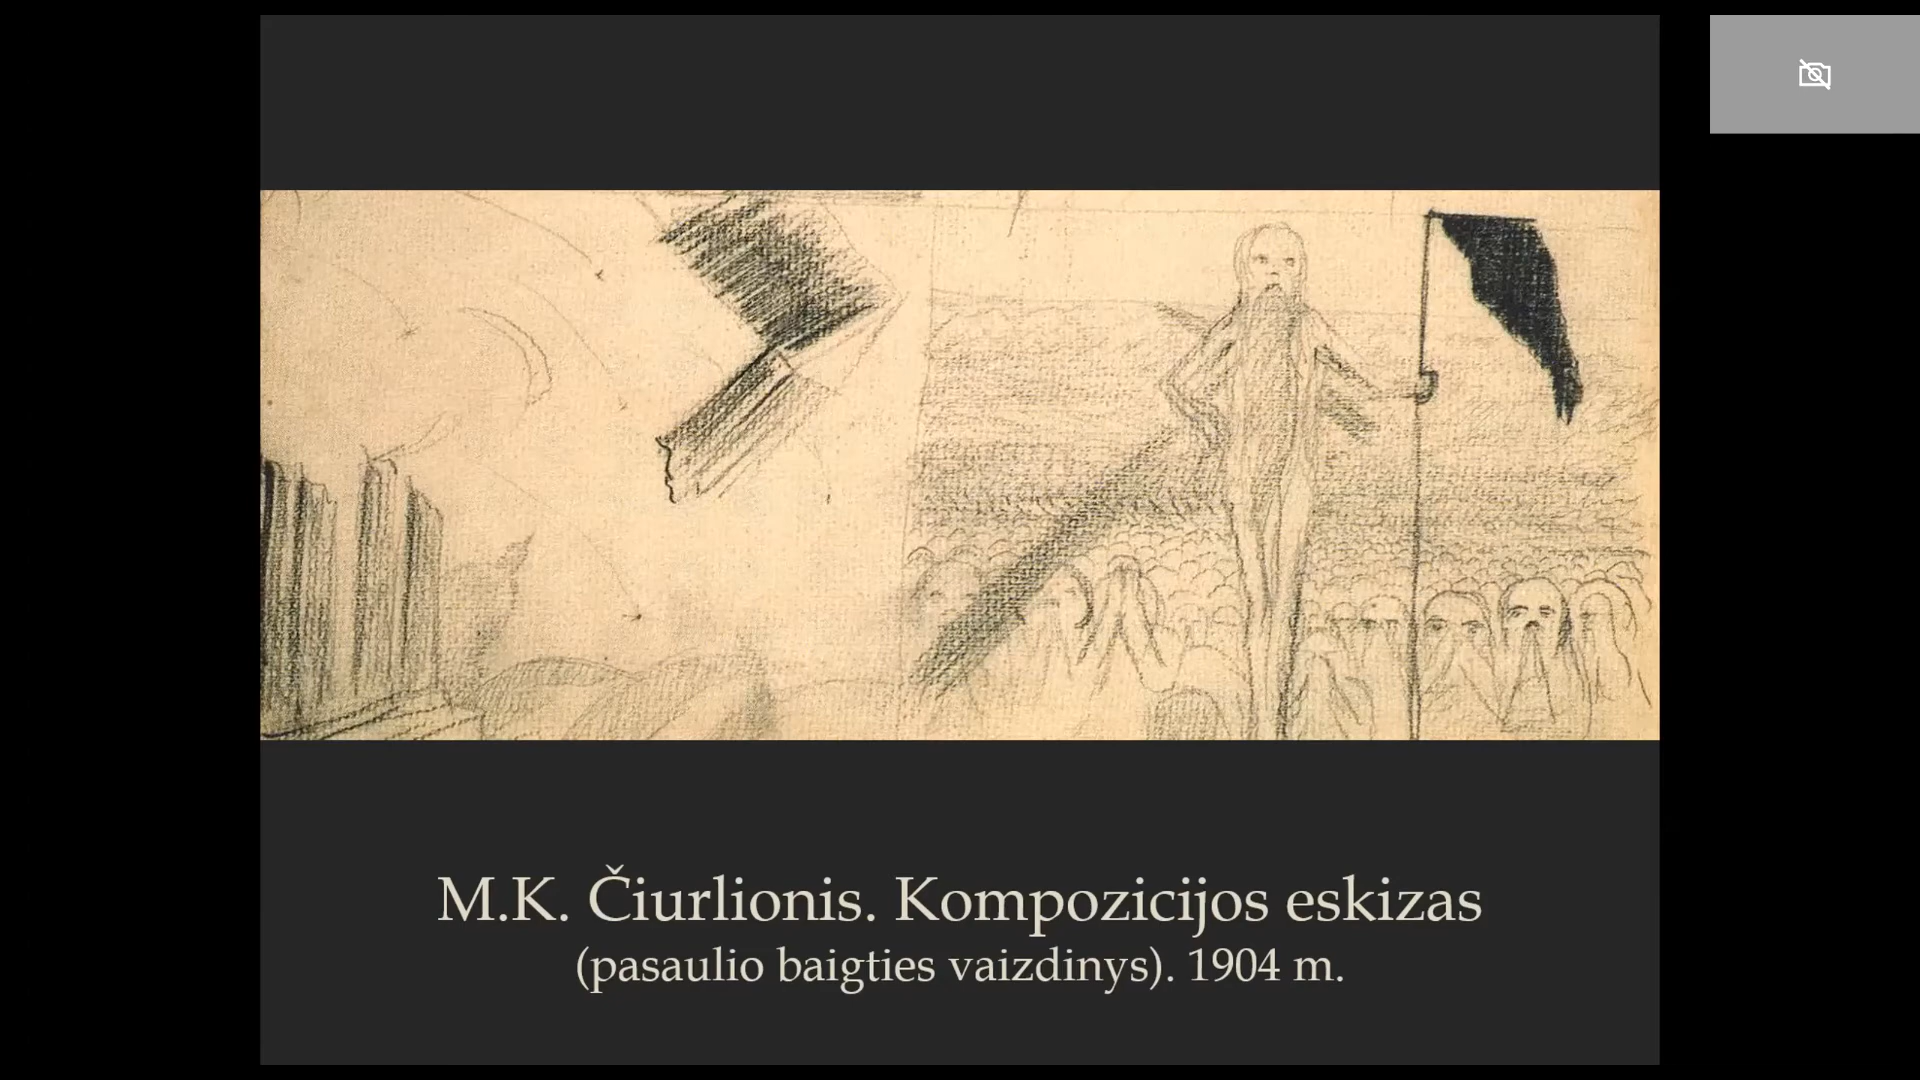 M.K. Čiurlionis. Kompozicijos eskizas
(pasaulio baigties vaizdinys). 1904 m.